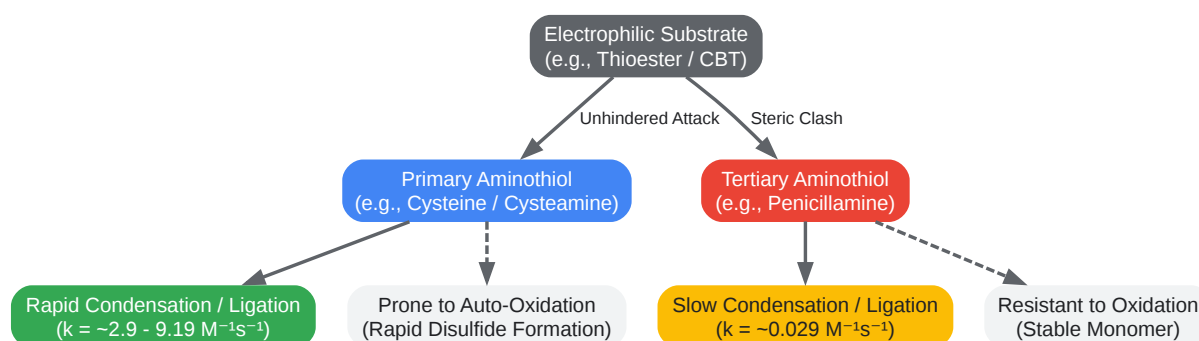 Electrophilic Substrate
(e.g., Thioester / CBT)
Unhindered Attack
Steric Clash
Primary Aminothiol
(e.g., Cysteine / Cysteamine)
Tertiary Aminothiol
(e.g., Penicillamine)
Rapid Condensation / Ligation
(k = ~2.9 - 9.19 M⁻¹s⁻¹)
Prone to Auto-Oxidation
(Rapid Disulfide Formation)
Slow Condensation / Ligation
(k = ~0.029 M⁻¹s⁻¹)
Resistant to Oxidation
(Stable Monomer)